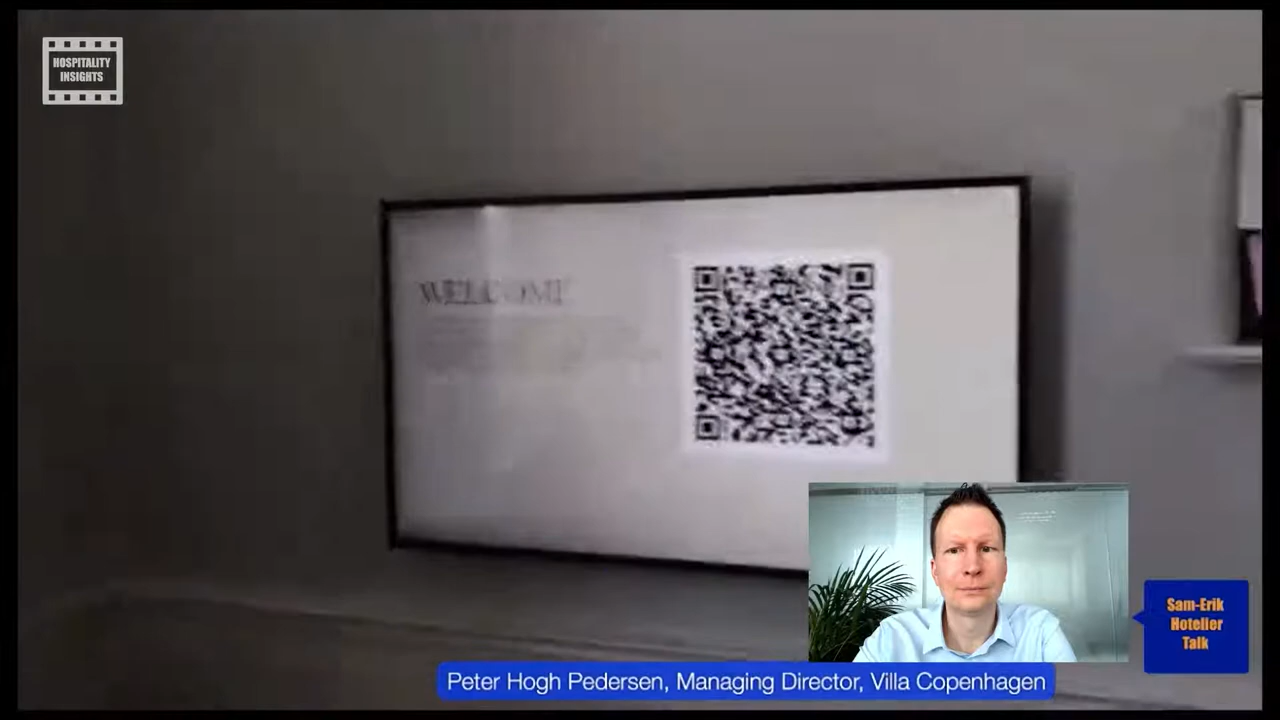 HOSPITALITY
INSIGHTS
WELCOME
Sam-Erik
Hotelier
Talk
Peter Hogh Pedersen, Managing Director, Villa Copenhagen